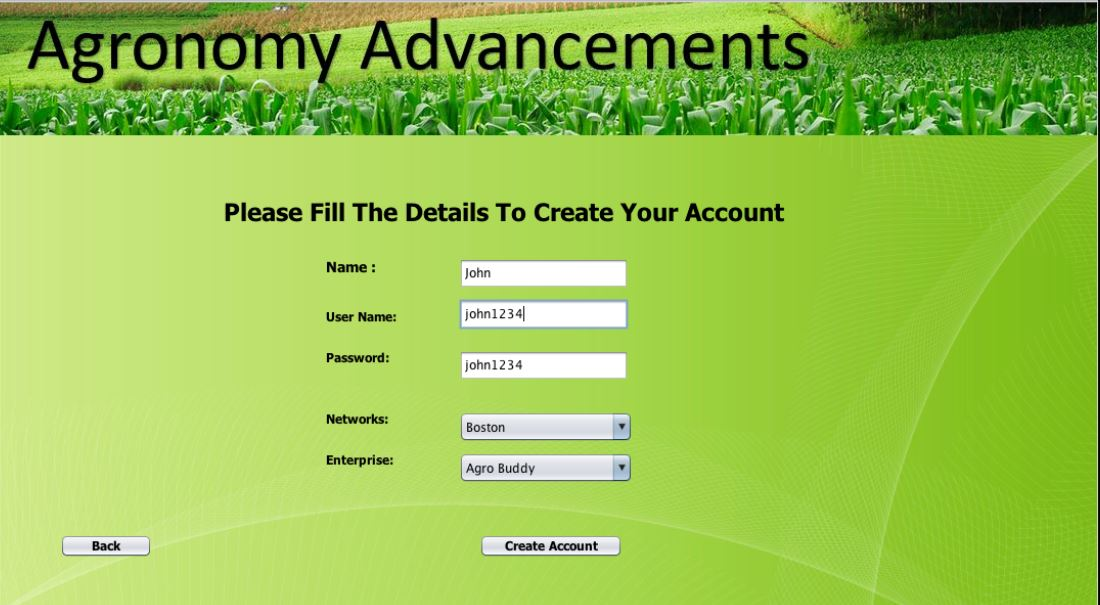 Agronomy Advancements
Please Fill The Details To Create Your Account
Name : John
User Name: john1234
Password: john1234
Networks: Boston
Enterprise: Agro Buddy
Back Create Account